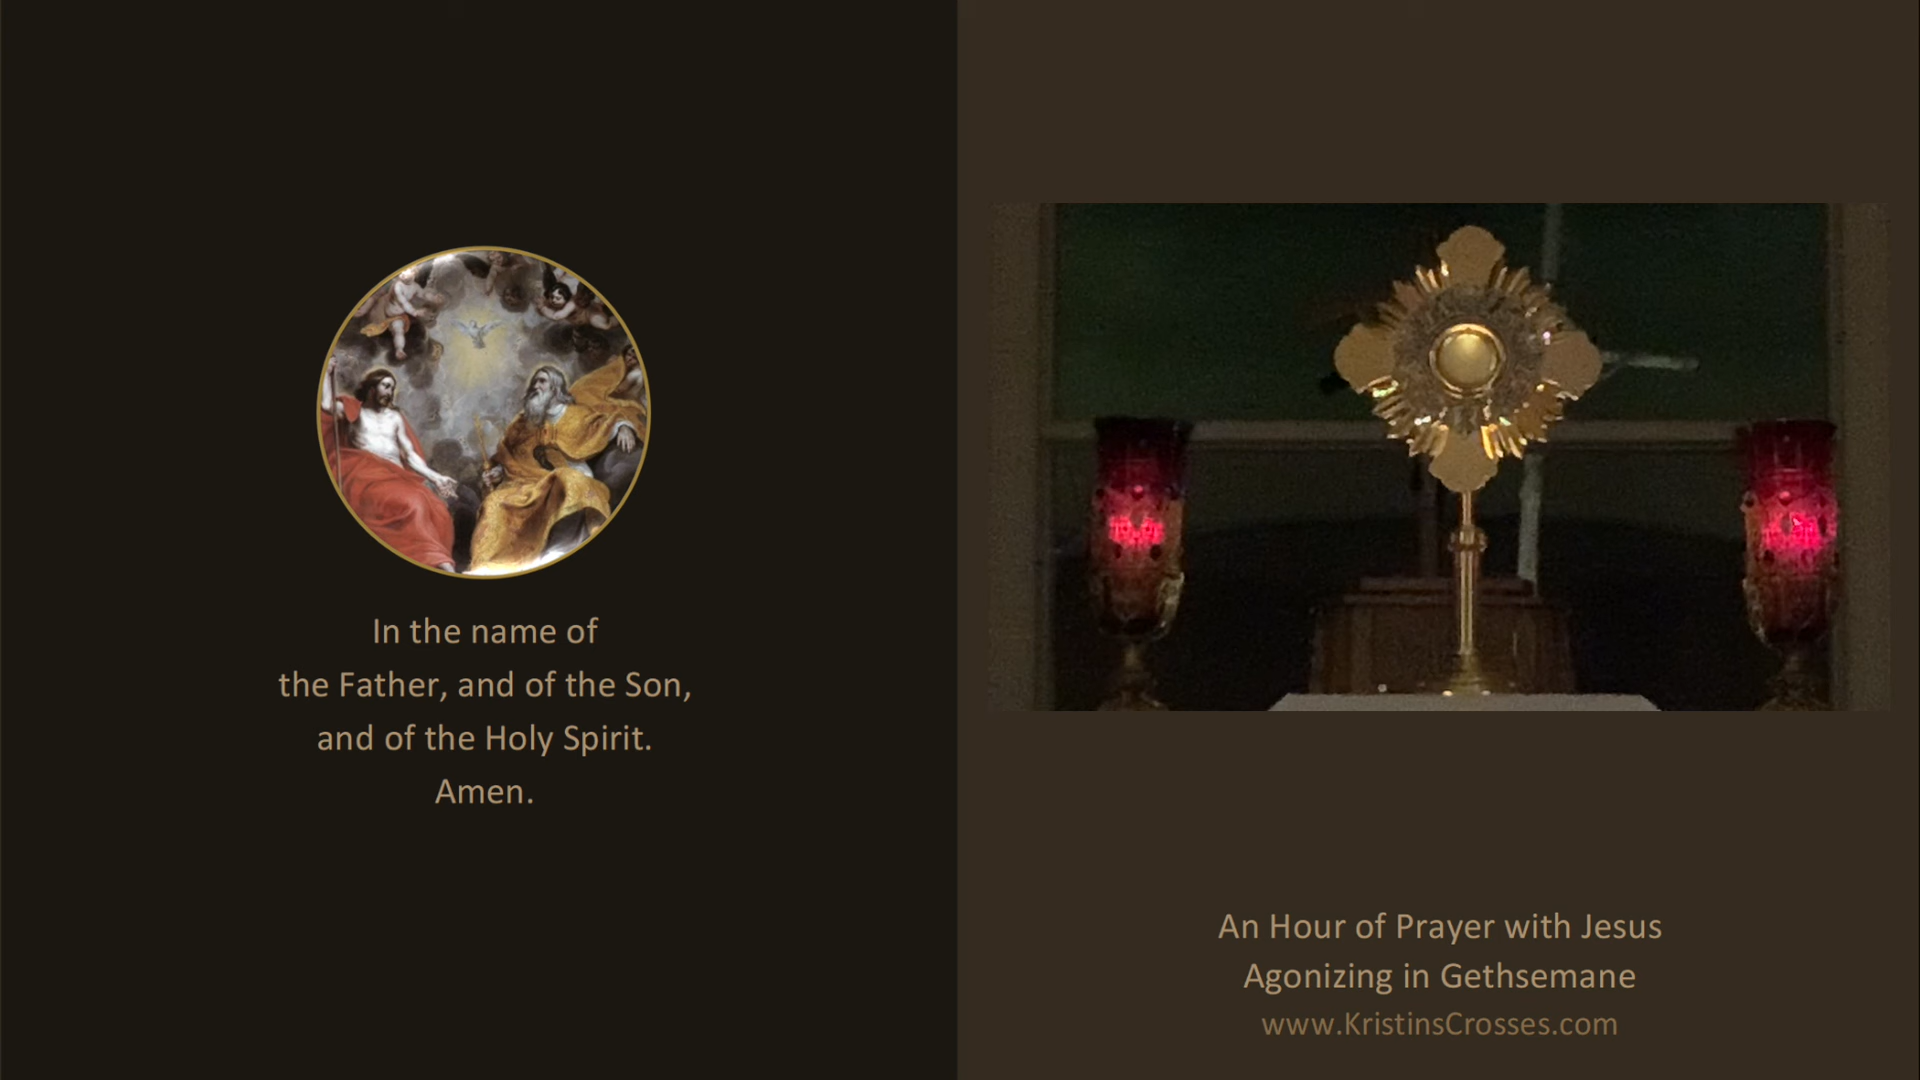 In the name of
the Father, and of the Son,
and of the Holy Spirit.
Amen.
An Hour of Prayer with Jesus
Agonizing in Gethsemane
www.KristinsCrosses.com